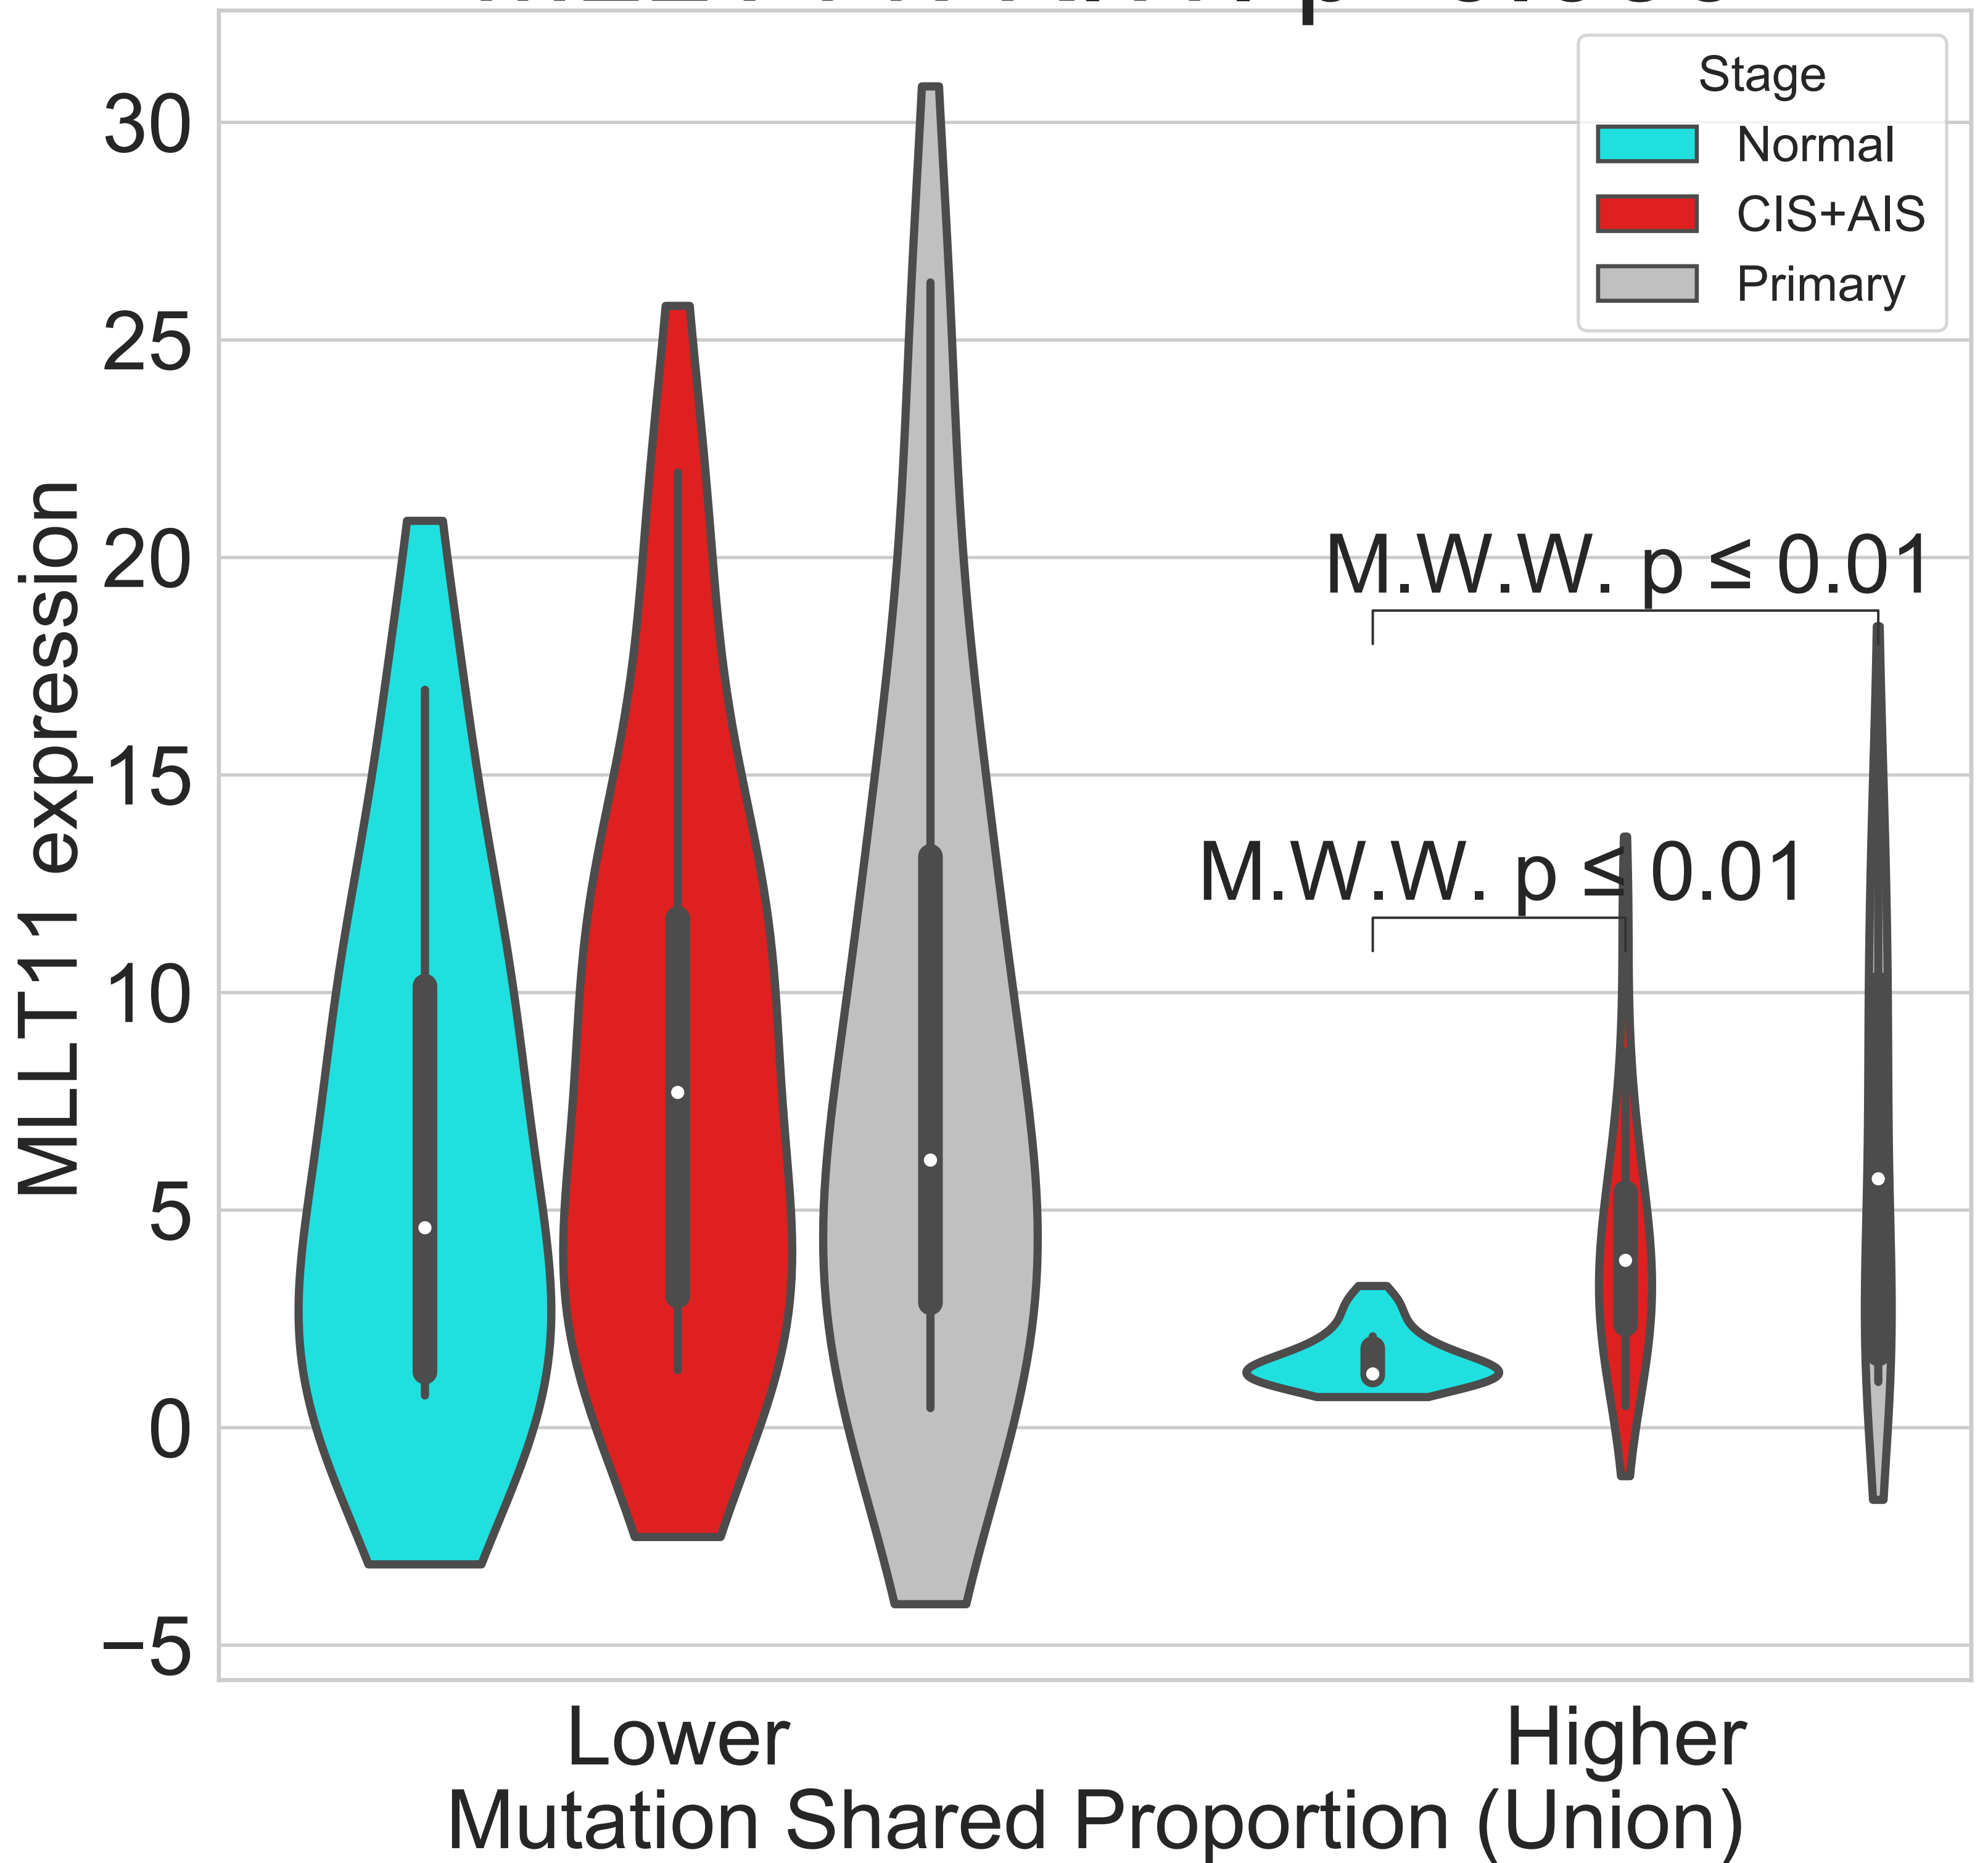 Stage
Normal
CIS+AIS
Primary
30
25
20
15
10
5
0
−5
MLLT11 expression
M.W.W. p ≤ 0.01
M.W.W. p ≤ 0.01
Lower
Higher
Mutation Shared Proportion (Union)